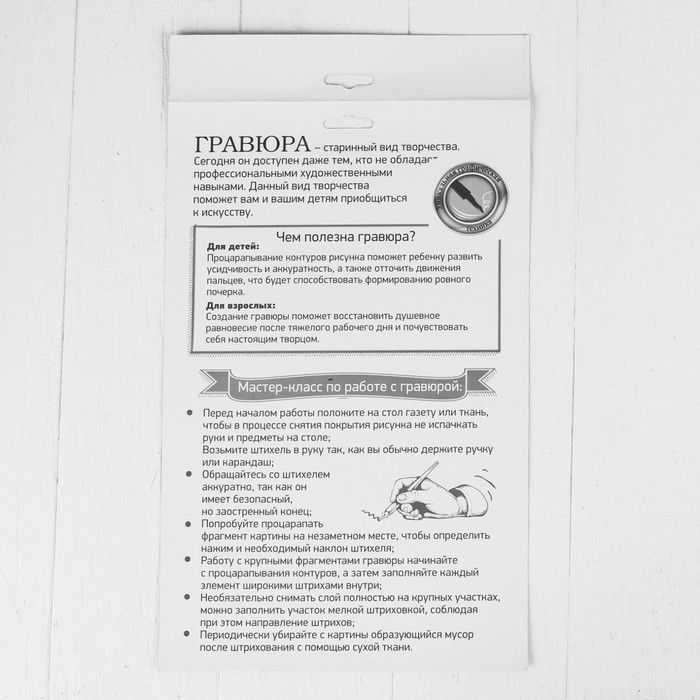 ГРАВЮРА – старинный вид творчества.
Сегодня он доступен даже тем, кто не обладает
профессиональными художественными
навыками. Данный вид творчества
поможет вам и вашим детям приобщиться
к искусству.
Чем полезна гравюра?
Для детей:
Процарапывание контуров рисунка поможет ребенку развить
усидчивость и аккуратность, а также отточить движения
пальцев, что будет способствовать формированию ровного
почерка.
Для взрослых:
Создание гравюры поможет восстановить душевное
равновесие после тяжелого рабочего дня и почувствовать
себя настоящим творцом.
Мастер-класс по работе с гравюрой:
• Перед началом работы положите на стол газету или ткань,
чтобы в процессе снятия покрытия рисунка не испачкать
руки и предметы на столе;
Возьмите штихель в руку так, как вы обычно держите ручку
или карандаш;
• Обращайтесь со штихелем
аккуратно, так как он
имеет безопасный,
но заостренный конец;
• Попробуйте процарапать
фрагмент картины на незаметном месте, чтобы определить
нажим и необходимый наклон штихеля;
• Работу с крупными фрагментами гравюры начинайте
с процарапывания контуров, а затем заполняйте каждый
элемент широкими штрихами внутри;
• Необязательно снимать слой полностью на крупных участках,
можно заполнить участок мелкой штриховкой, соблюдая
при этом направление штрихов;
• Периодически убирайте с картины образующийся мусор
после штрихования с помощью сухой ткани.